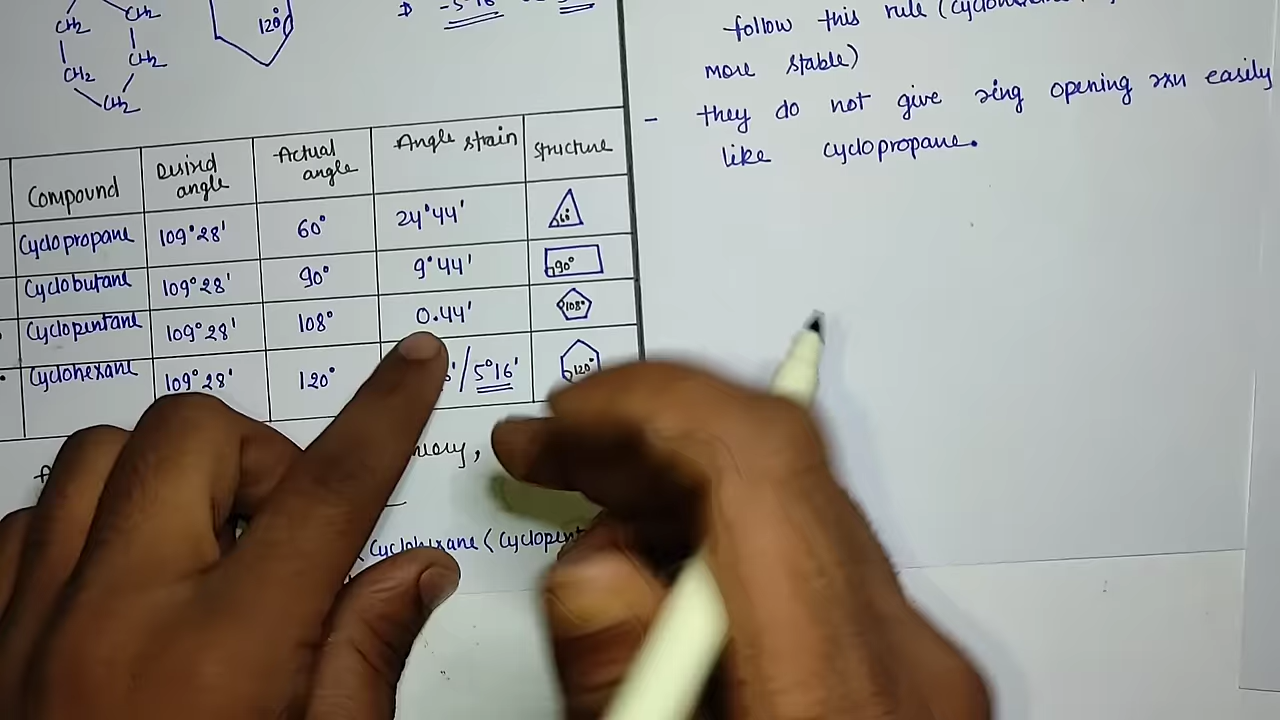 CH2 CH2
CH2 CH2
CH2
120°
-5°16'
Compound Desired angle Actual angle Angle strain Structure
Cyclopropane 109°28' 60° 24°44' 60°
Cyclobutane 109°28' 90° 9°44' 90°
Cyclopentane 109°28' 108° 0.44' 108°
Cyclohexane 109°28' 120° /5°16' 120°
Cyclohexane <
follow this rule (
more stable)
- they do not give ring opening rxn easily
like cyclopropane.